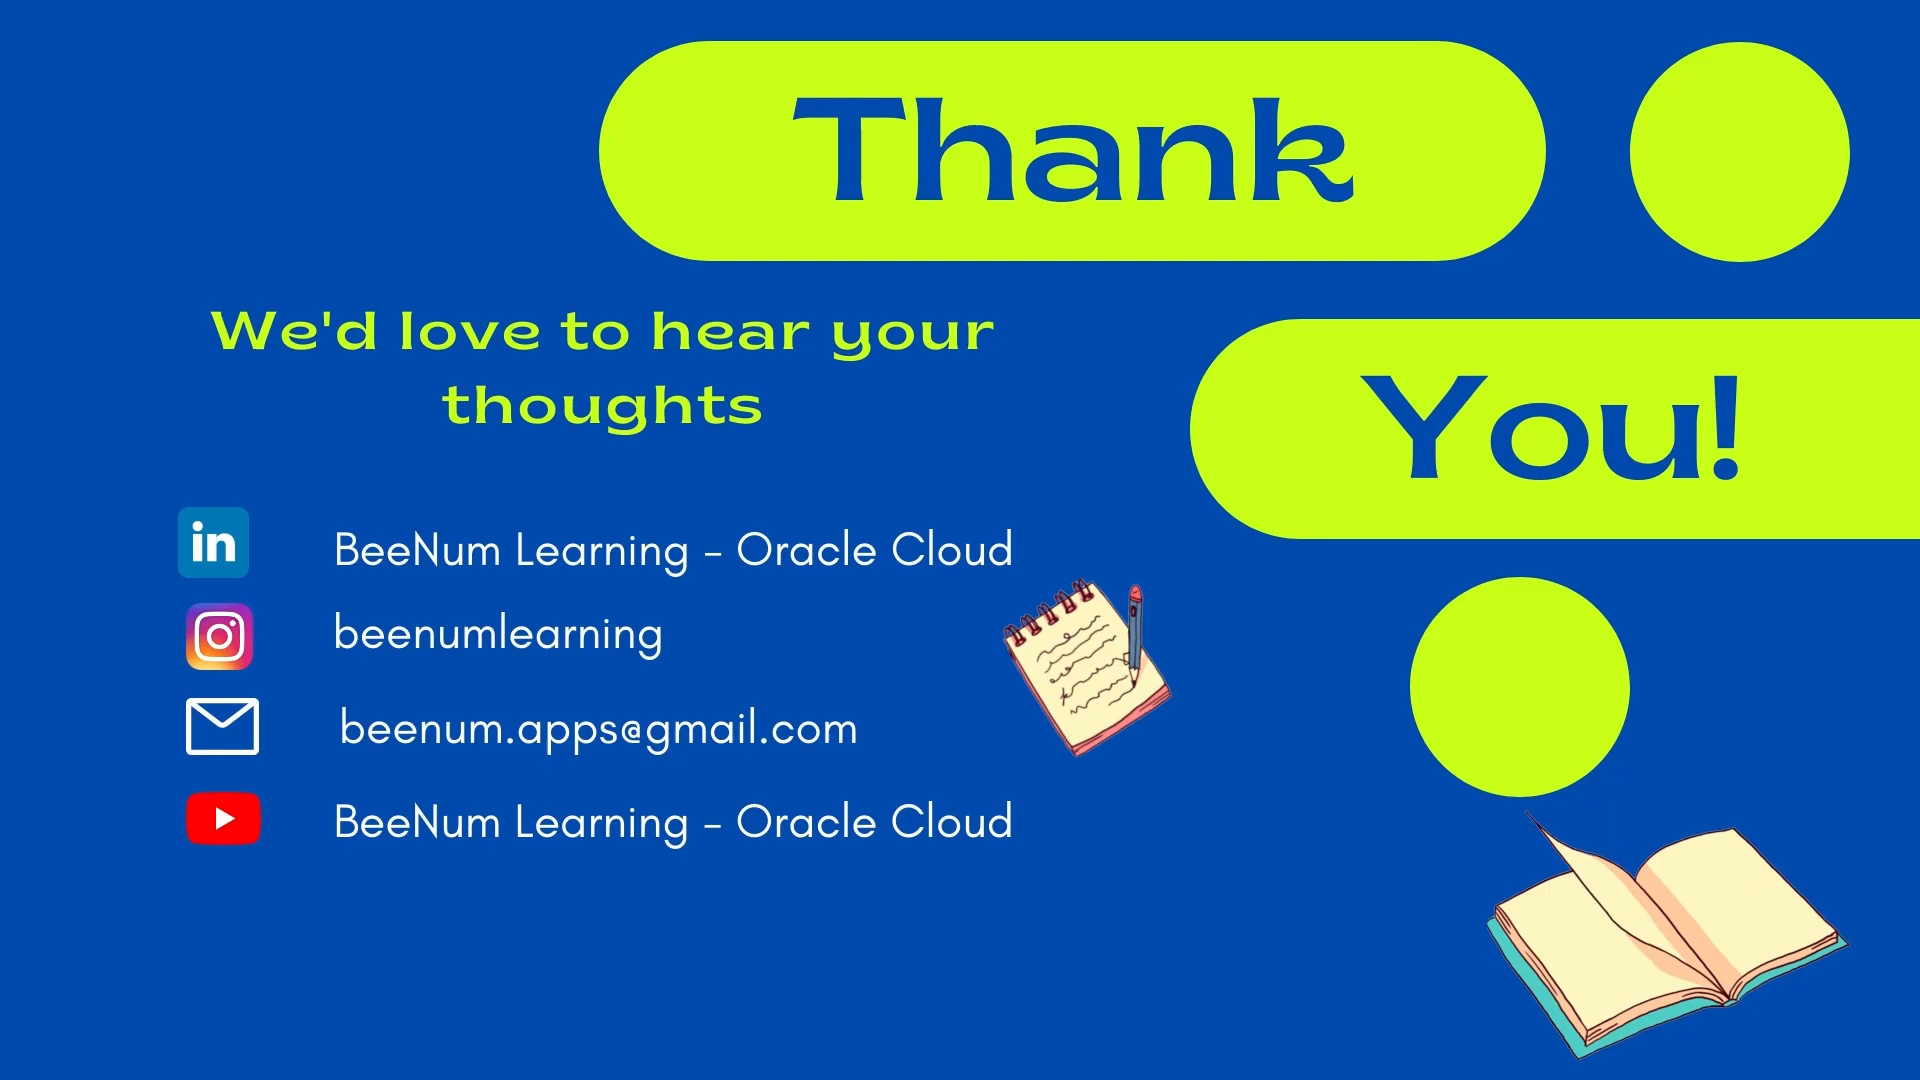 Thank
You!
We'd love to hear your
thoughts
in
BeeNum Learning - Oracle Cloud
beenumlearning
beenum.apps@gmail.com
BeeNum Learning - Oracle Cloud